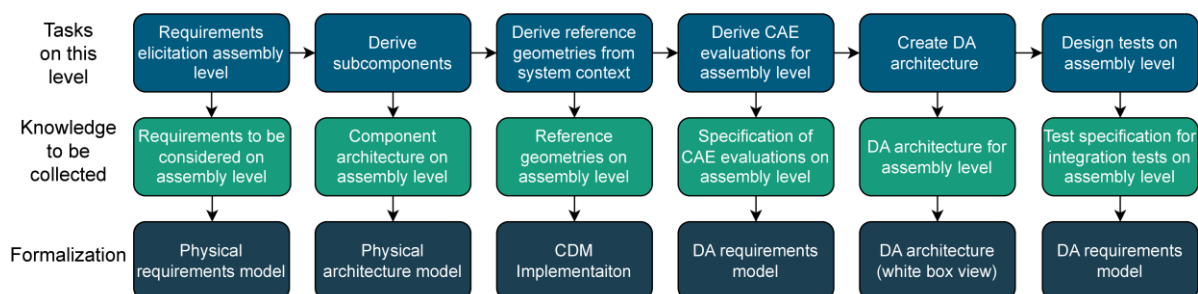 Tasks
on this
level
Requirements
elicitation assembly
level
Derive
subcomponents
Derive reference
geometries from
system context
Derive CAE
evaluations for
assembly level
Create DA
architecture
Design tests on
assembly level
Knowledge
to be
collected
Requirements to be
considered on
assembly level
Component
architecture on
assembly level
Reference
geometries on
assembly level
Specification of
CAE evaluations on
assembly level
DA architecture for
assembly level
Test specification for
integration tests on
assembly level
Formalization
Physical
requirements model
Physical
architecture model
CDM
Implementaiton
DA requirements
model
DA architecture
(white box view)
DA requirements
model